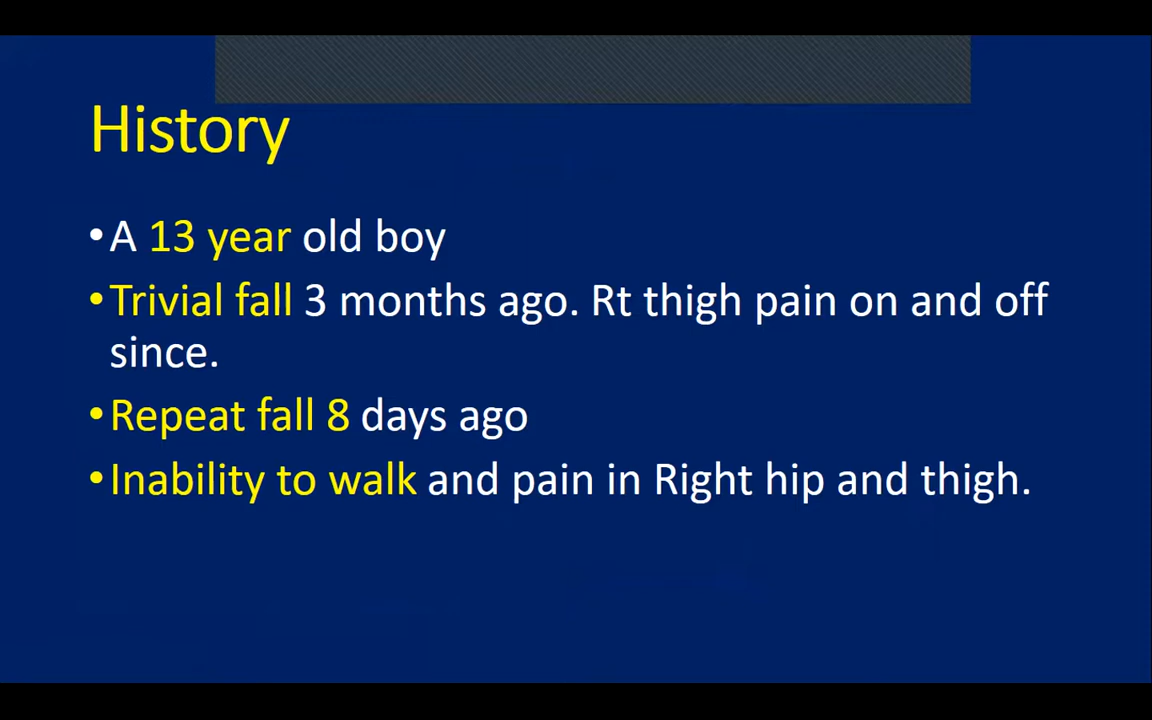 History
•A 13 year old boy
•Trivial fall 3 months ago. Rt thigh pain on and off
since.
•Repeat fall 8 days ago
•Inability to walk and pain in Right hip and thigh.